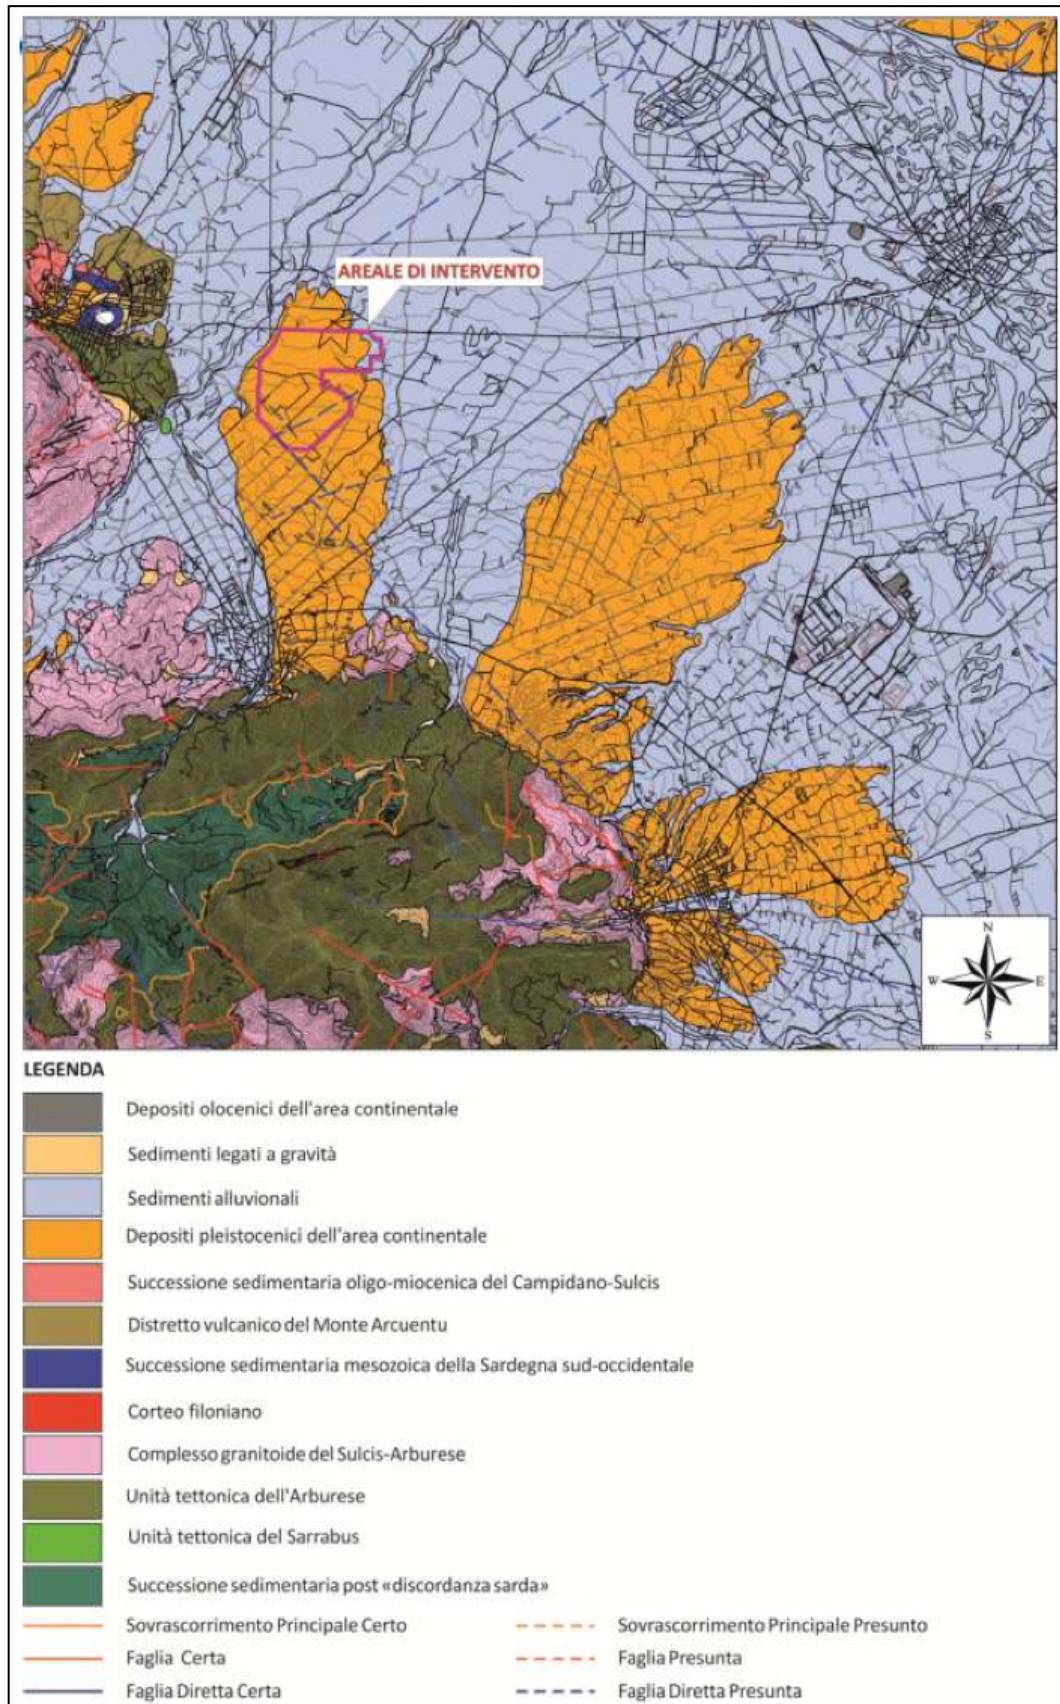 AREALE DI INTERVENTO
N
W E
S
LEGENDA
Depositi olocenici dell'area continentale
Sedimenti legati a gravità
Sedimenti alluvionali
Depositi pleistocenici dell'area continentale
Successione sedimentaria oligo-miocenica del Campidano-Sulcis
Distretto vulcanico del Monte Arcuentu
Successione sedimentaria mesozoica della Sardegna sud-occidentale
Corteo filoniano
Complesso granitoide del Sulcis-Arburese
Unità tettonica dell'Arburese
Unità tettonica del Sarrabus
Successione sedimentaria post «discordanza sarda»
Sovrascorrimento Principale Certo Sovrascorrimento Principale Presunto
Faglia Certa Faglia Presunta
Faglia Diretta Certa Faglia Diretta Presunta